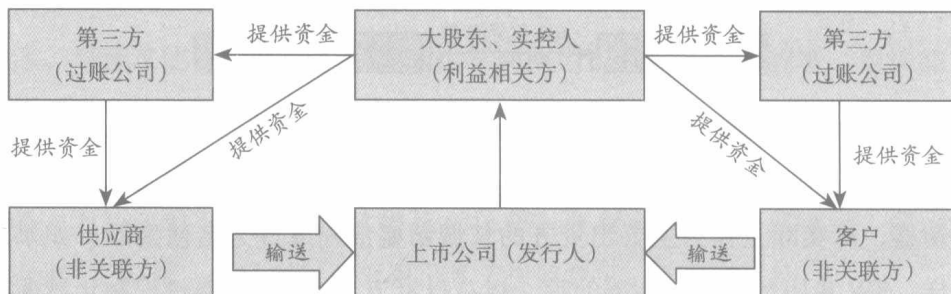 第三方
（过账公司）
提供资金
大股东、实控人
（利益相关方）
提供资金
第三方
（过账公司）
提供资金
提供资金
提供资金
提供资金
供应商
（非关联方）
输送
上市公司（发行人）
输送
客户
（非关联方）